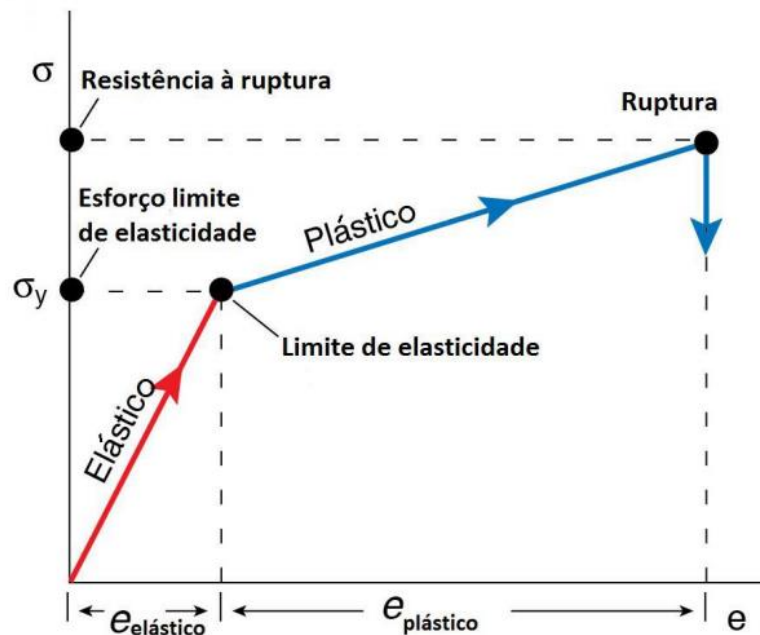 σ
Resistência à ruptura
Ruptura
Esforço limite
de elasticidade
Plástico
σy
Limite de elasticidade
Elástico
eelástico
eplástico
e